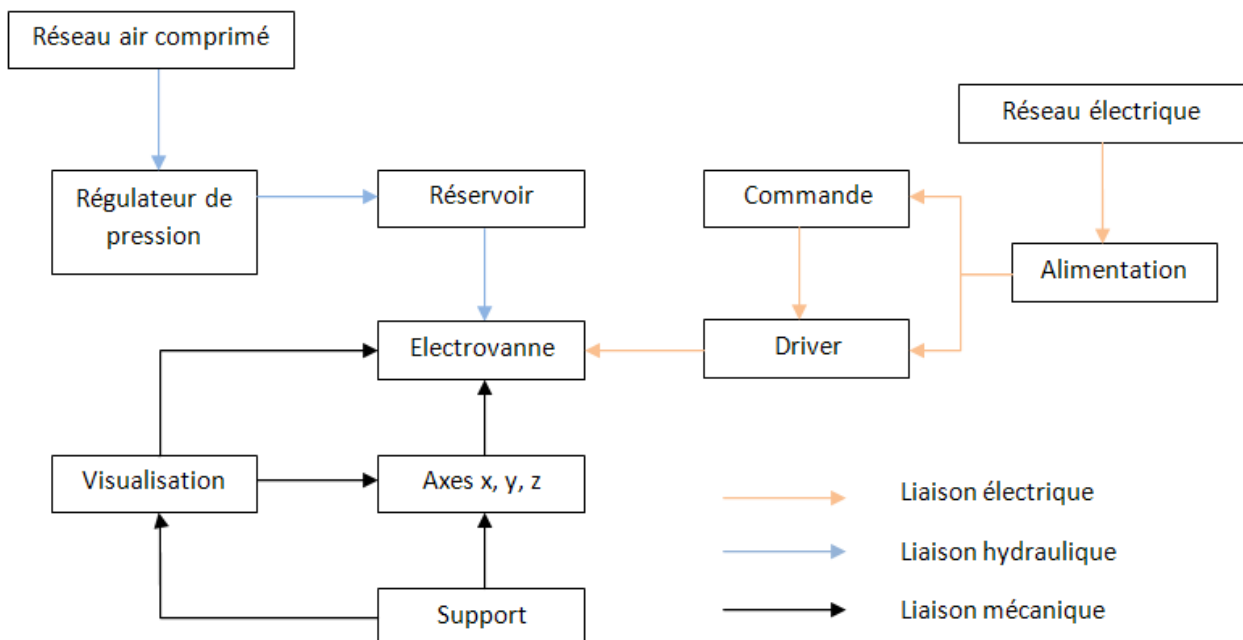 Réseau air comprimé
Réseau électrique
Régulateur de
pression
Réservoir
Commande
Alimentation
Electrovanne
Driver
Visualisation
Axes x, y, z
Support
Liaison électrique
Liaison hydraulique
Liaison mécanique